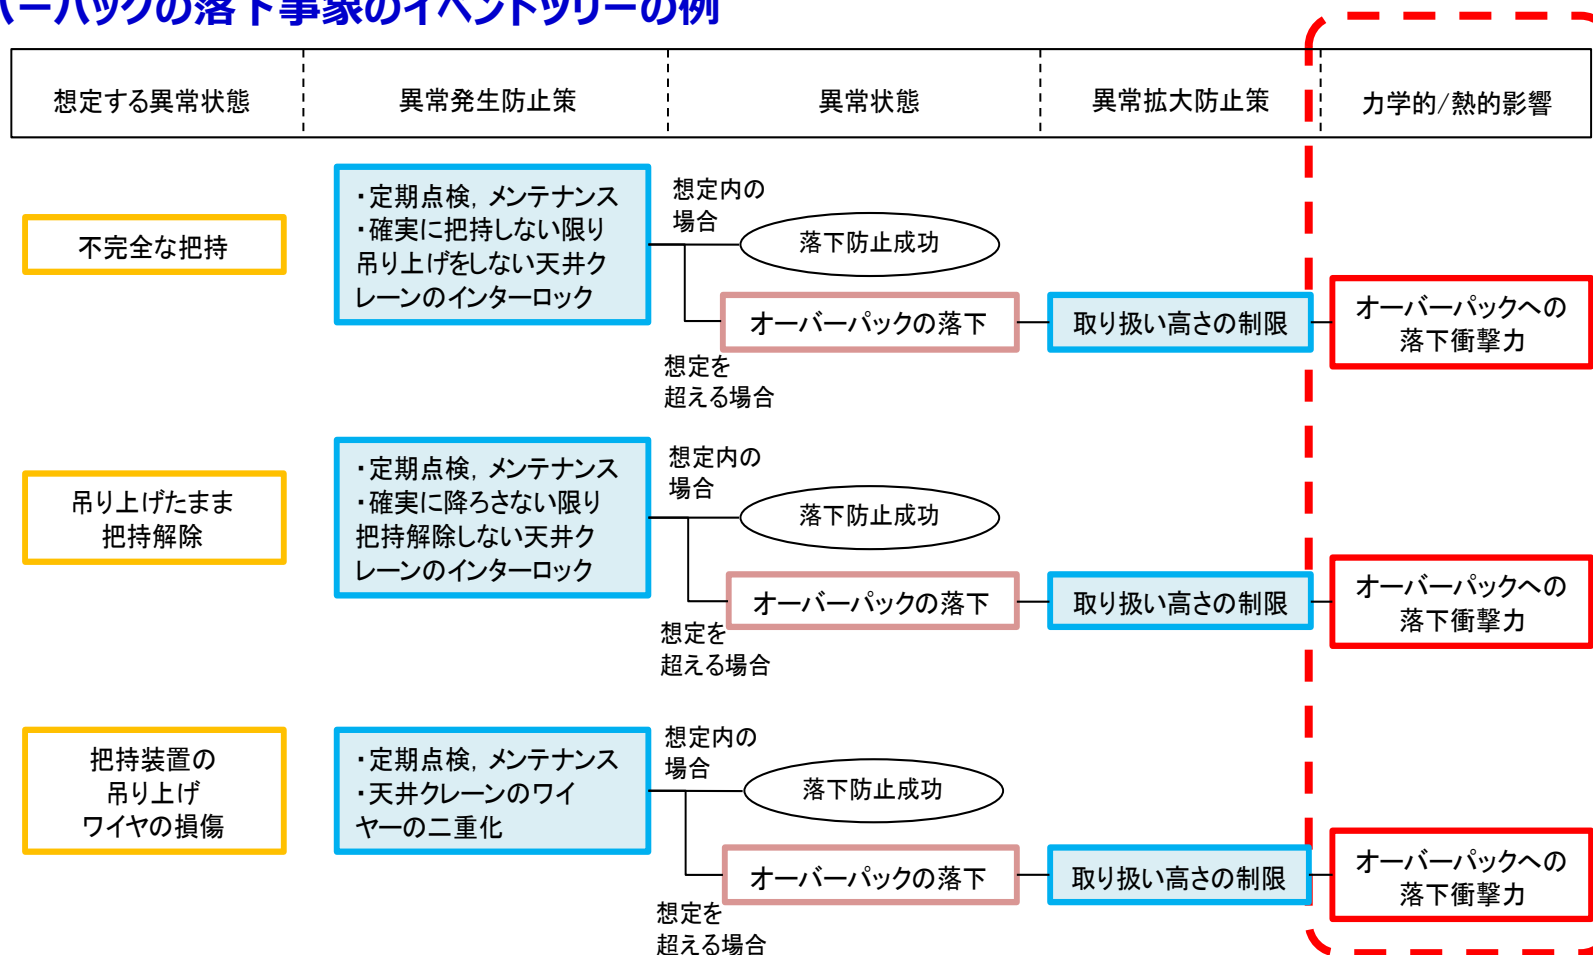 バーパックの落下事象のイベントツリーの例
想定する異常状態
異常発生防止策
異常状態
異常拡大防止策
力学的/熱的影響
不完全な把持
・定期点検, メンテナンス
・確実に把持しない限り
吊り上げをしない天井ク
レーンのインターロック
想定内の
場合
落下防止成功
オーバーパックの落下
想定を
超える場合
取り扱い高さの制限
オーバーパックへの
落下衝撃力
吊り上げたまま
把持解除
・定期点検, メンテナンス
・確実に降ろさない限り
把持解除しない天井ク
レーンのインターロック
想定内の
場合
落下防止成功
オーバーパックの落下
想定を
超える場合
取り扱い高さの制限
オーバーパックへの
落下衝撃力
把持装置の
吊り上げ
ワイヤの損傷
・定期点検, メンテナンス
・天井クレーンのワイ
ヤーの二重化
想定内の
場合
落下防止成功
オーバーパックの落下
想定を
超える場合
取り扱い高さの制限
オーバーパックへの
落下衝撃力